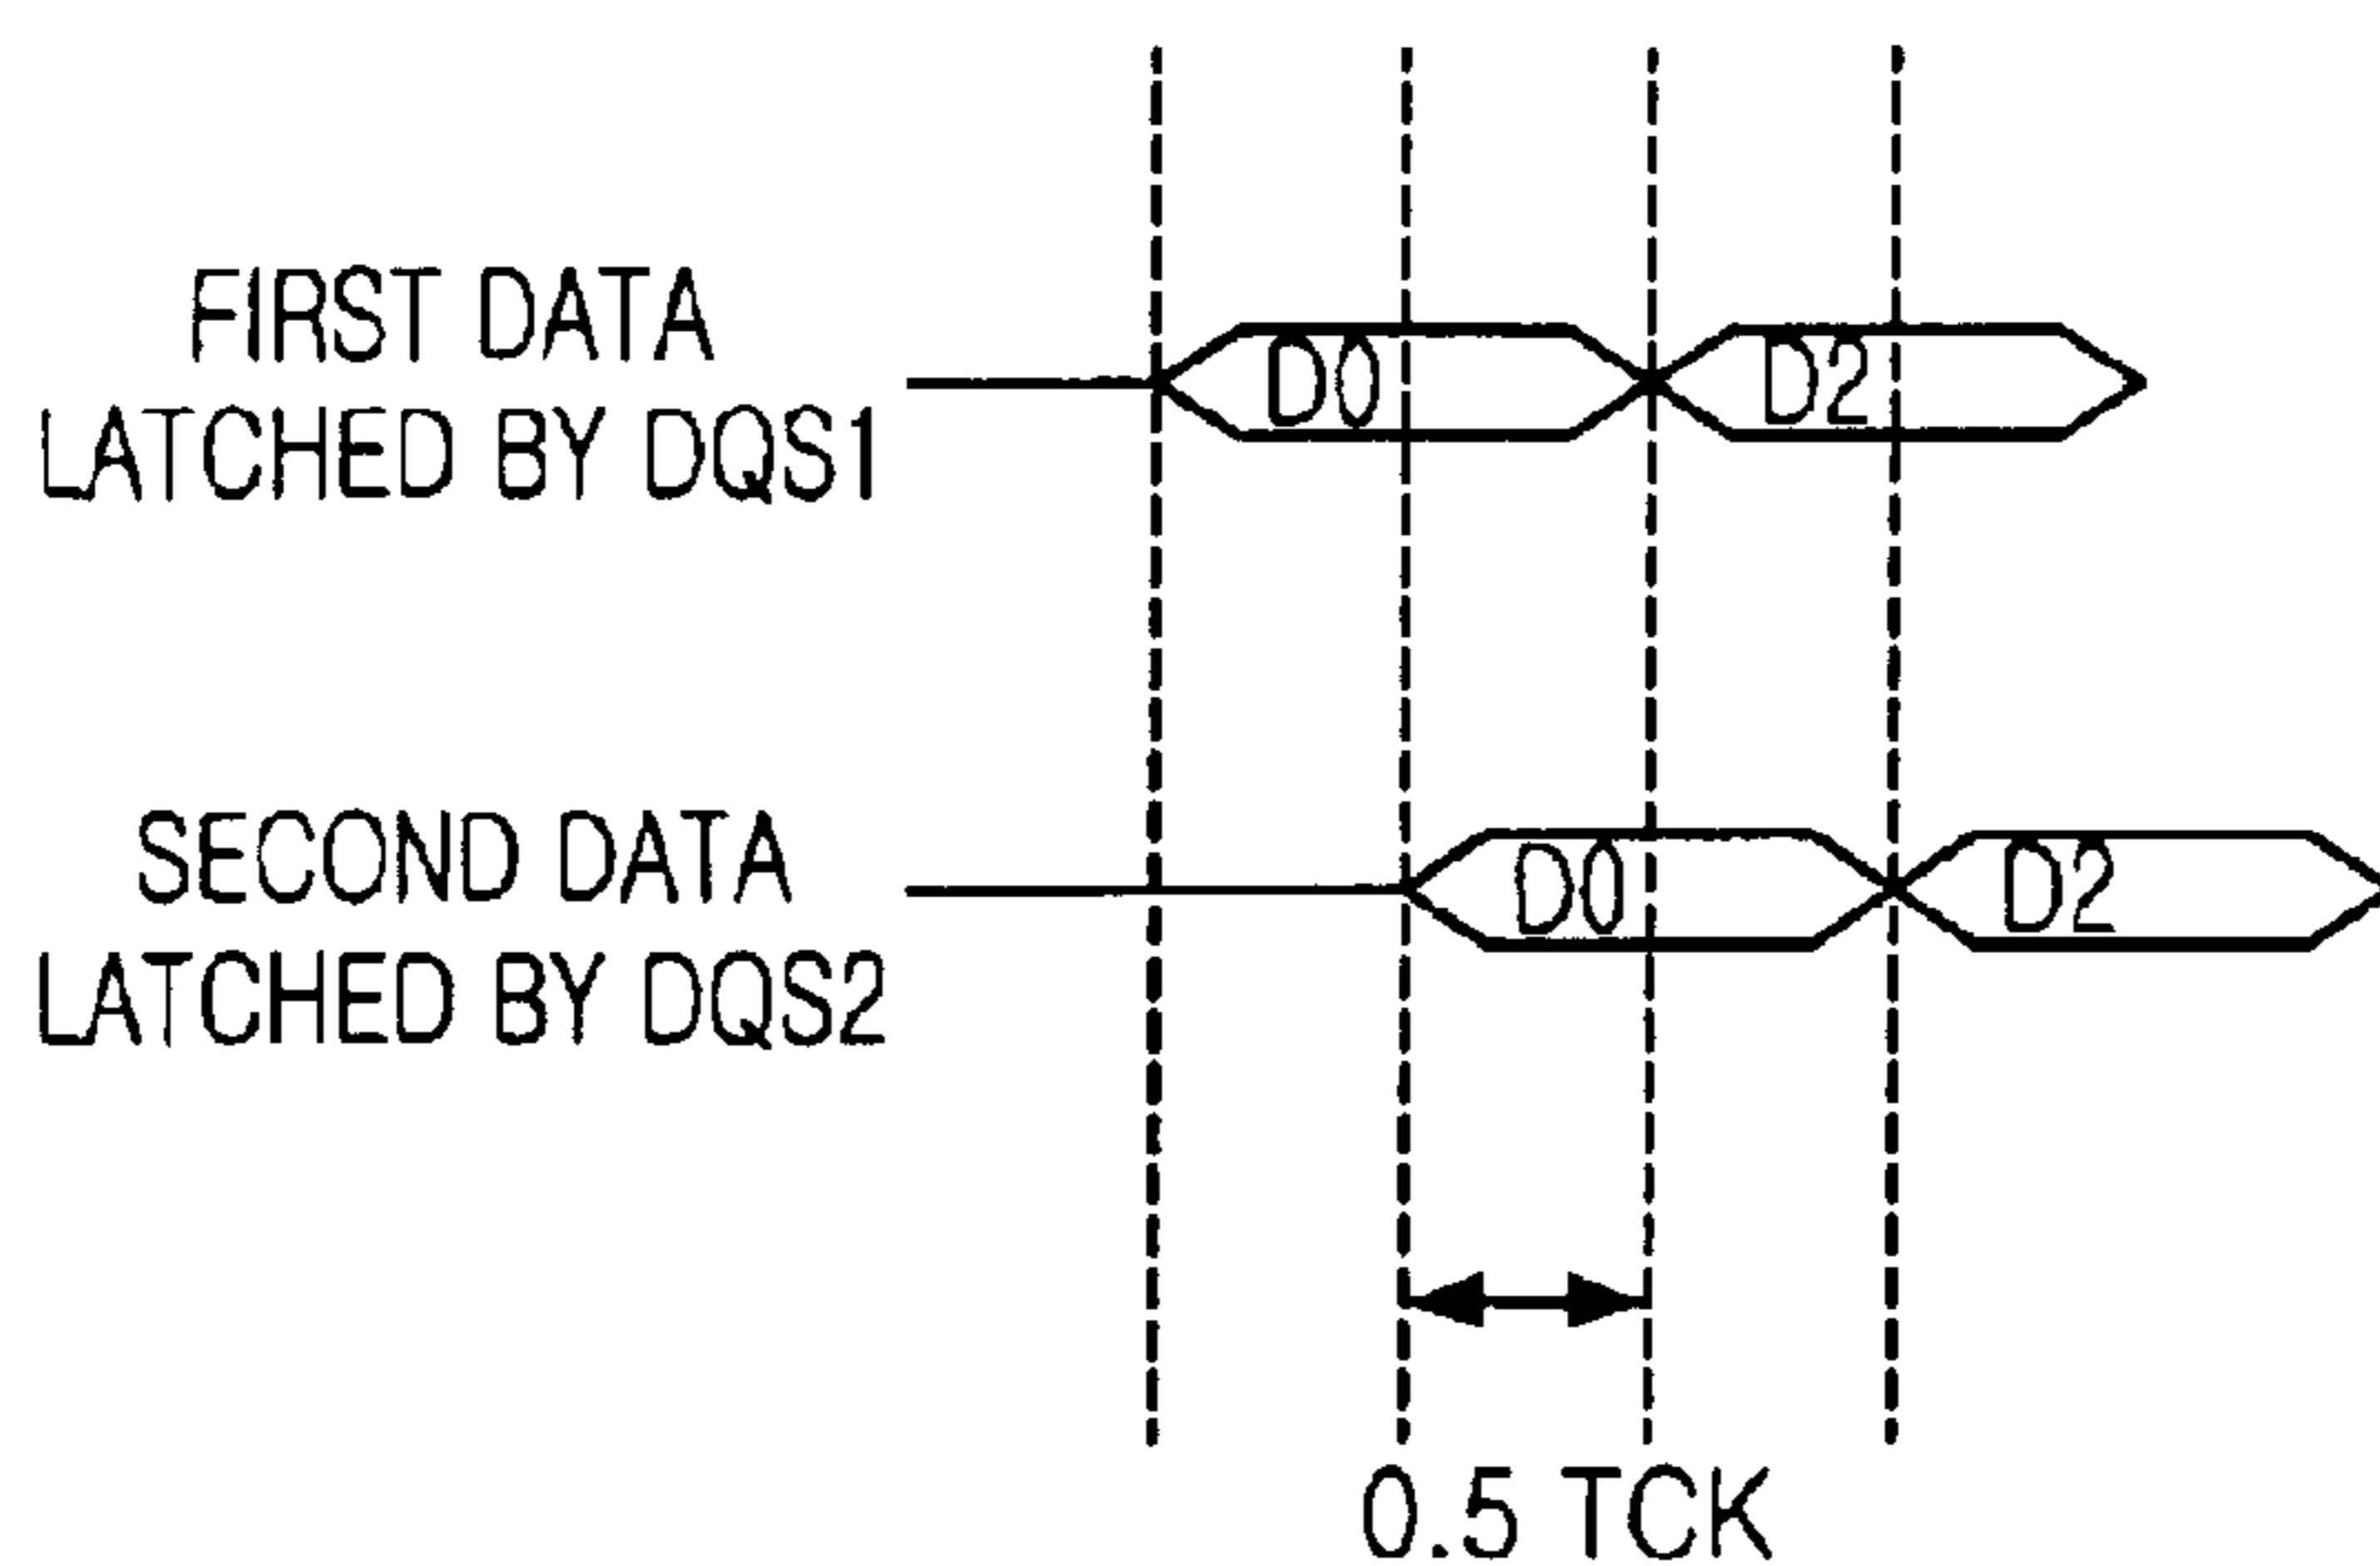 FIRST DATA
LATCHED BY DQS1
D0
D2
SECOND DATA
LATCHED BY DQS2
D0
D2
0.5 TCK